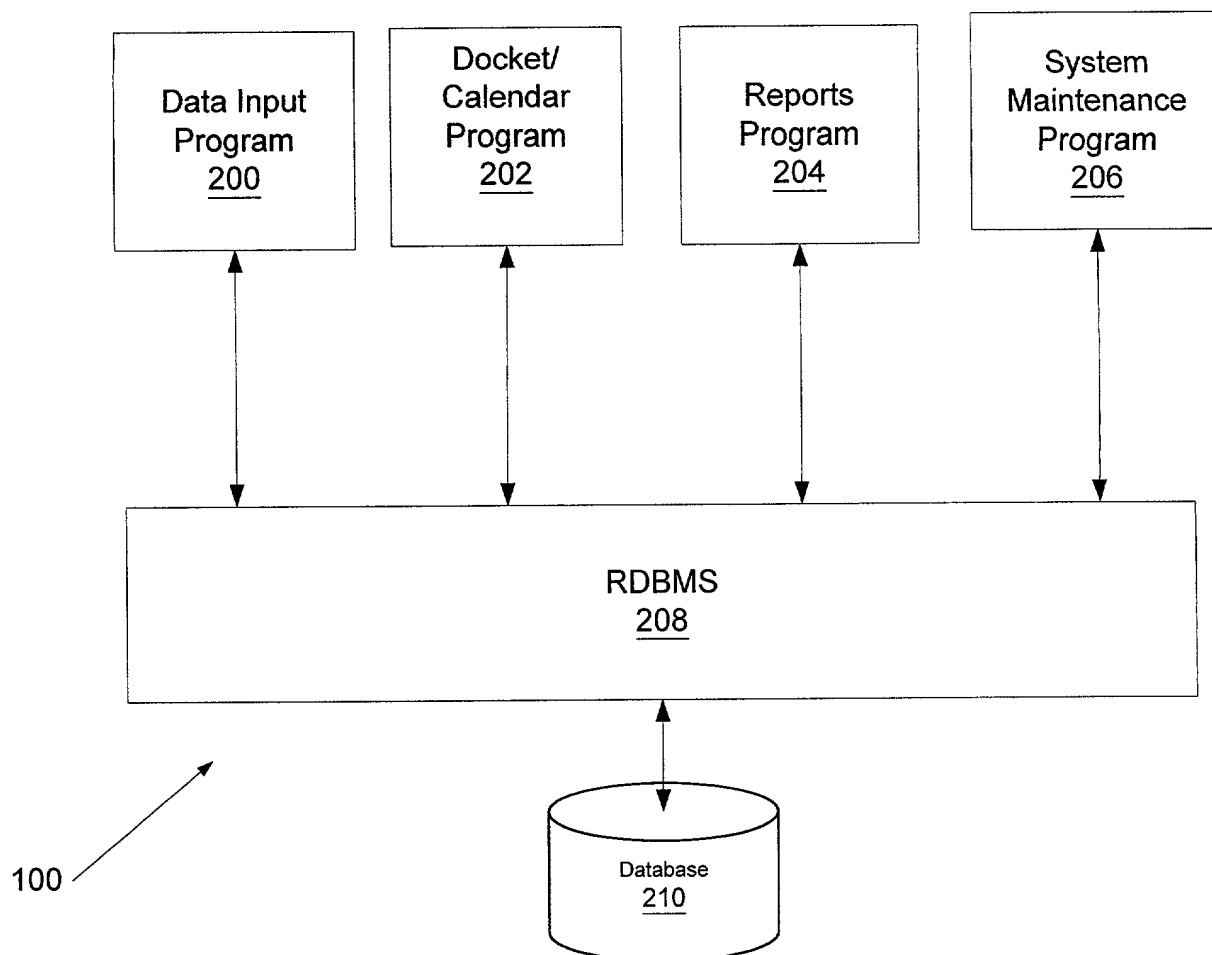 Data Input
Program
200
Docket/
Calendar
Program
202
Reports
Program
204
System
Maintenance
Program
206
RDBMS
208
100
Database
210